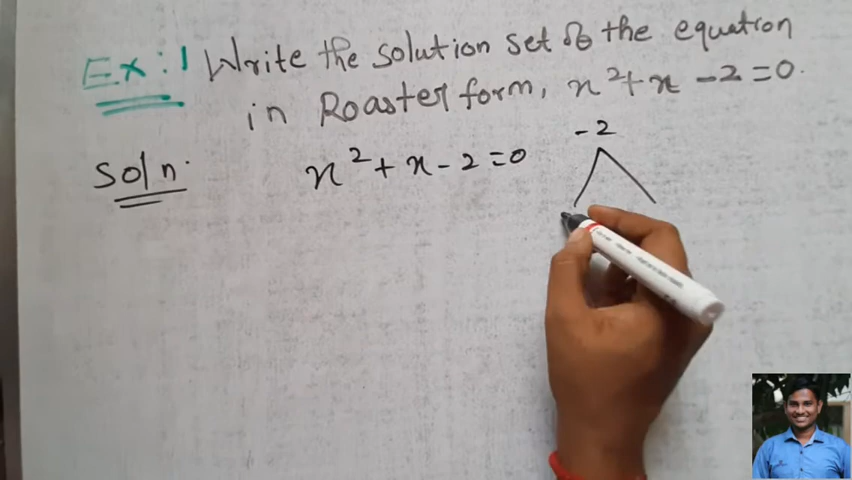 Ex:1 Write the solution set of the equation
in Roaster form, x²+x-2=0.
Soln. x²+x-2=0 -2